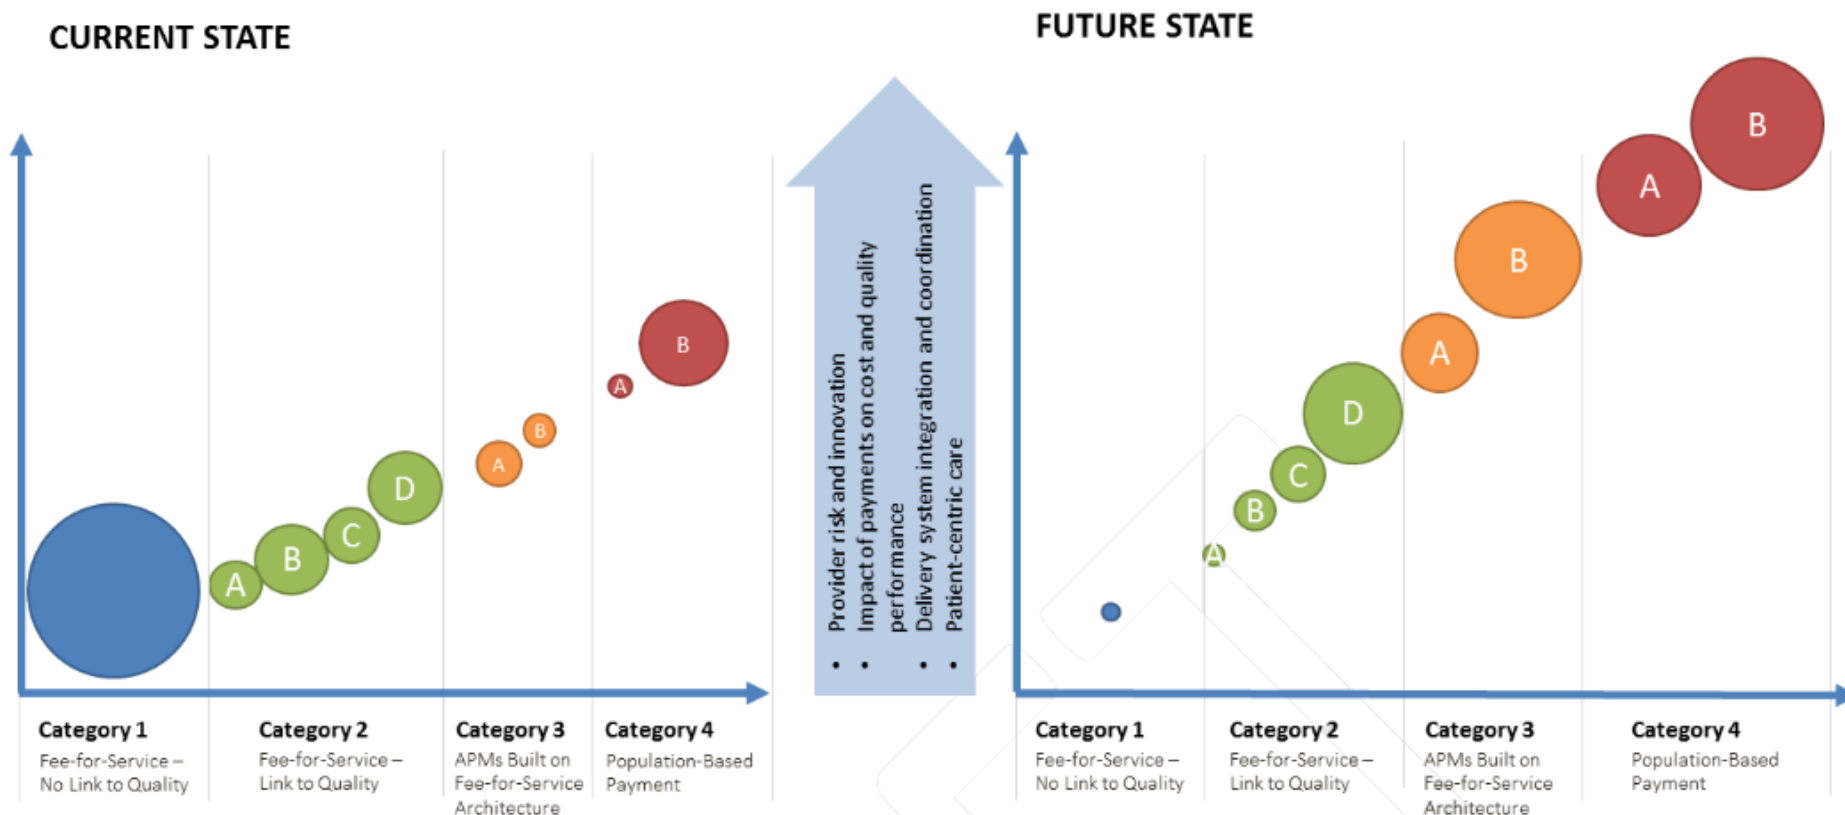 CURRENT STATE
A
B
C
D
A
B
A
B
Category 1
Fee-for-Service –
No Link to Quality
Category 2
Fee-for-Service –
Link to Quality
Category 3
APMs Built on
Fee-for-Service
Architecture
Category 4
Population-Based
Payment
• Provider risk and innovation
• Impact of payments on cost and quality
performance
• Delivery system integration and coordination
• Patient-centric care
FUTURE STATE
A
B
C
D
A
B
A
B
Category 1
Fee-for-Service –
No Link to Quality
Category 2
Fee-for-Service –
Link to Quality
Category 3
APMs Built on
Fee-for-Service
Architecture
Category 4
Population-Based
Payment